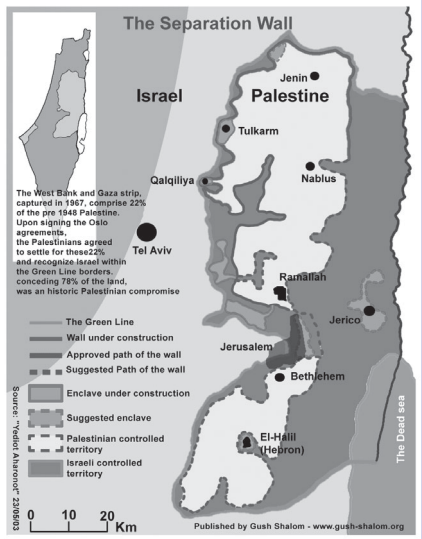 The Separation Wall
Jenin
Israel
Palestine
Tulkarm
Qalqiliya
Nablus
The West Bank and Gaza strip,
captured in 1967, comprise 22%
of the pre 1948 Palestine.
Upon signing the Oslo
agreements,
the Palestinians agreed
to settle for these22%
and recognize Israel within
the Green Line borders.
conceding 78% of the land,
was an historic Palestinian compromise
Tel Aviv
Ramallah
Jerico
Jerusalem
Bethlehem
The Green Line
Wall under construction
Approved path of the wall
Suggested Path of the wall
Enclave under construction
Suggested enclave
Palestinian controlled
territory
Israeli controlled
territory
El-Halil
(Hebron)
The Dead sea
Source: "Yediot Aharonot" 23/05/03
0 10 20
Km
Published by Gush Shalom - www.gush-shalom.org